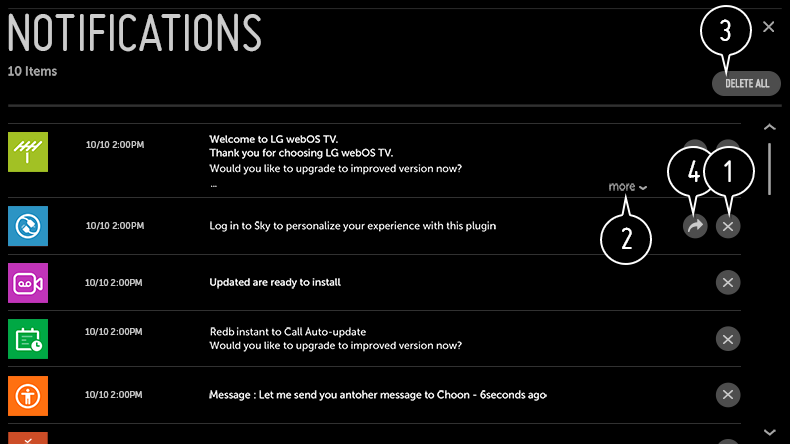 NOTIFICATIONS
10 Items
3
DELETE ALL
10/10 2:00PM
Welcome to LG webOS TV.
Thank you for choosing LG webOS TV.
Would you like to upgrade to improved version now?
...
more
4
1
2
10/10 2:00PM
Log in to Sky to personalize your experience with this plugin
10/10 2:00PM
Updated are ready to install
10/10 2:00PM
Redb instant to Call Auto-update
Would you like to upgrade to improved version now?
10/10 2:00PM
Message : Let me send you antoher message to Choon - 6seconds ago